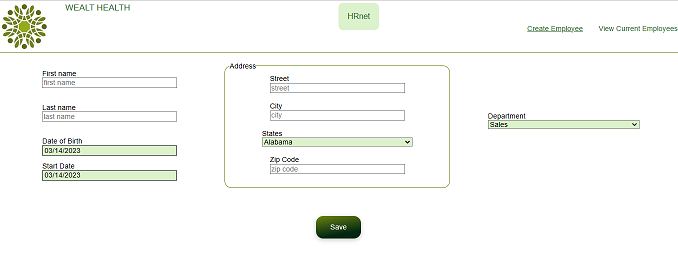 WEALT HEALTH
HRnet
Create Employee
View Current Employees
First name
first name
Last name
last name
Date of Birth
03/14/2023
Start Date
03/14/2023
Address
Street
street
City
city
States
Alabama
Zip Code
zip code
Department
Sales
Save